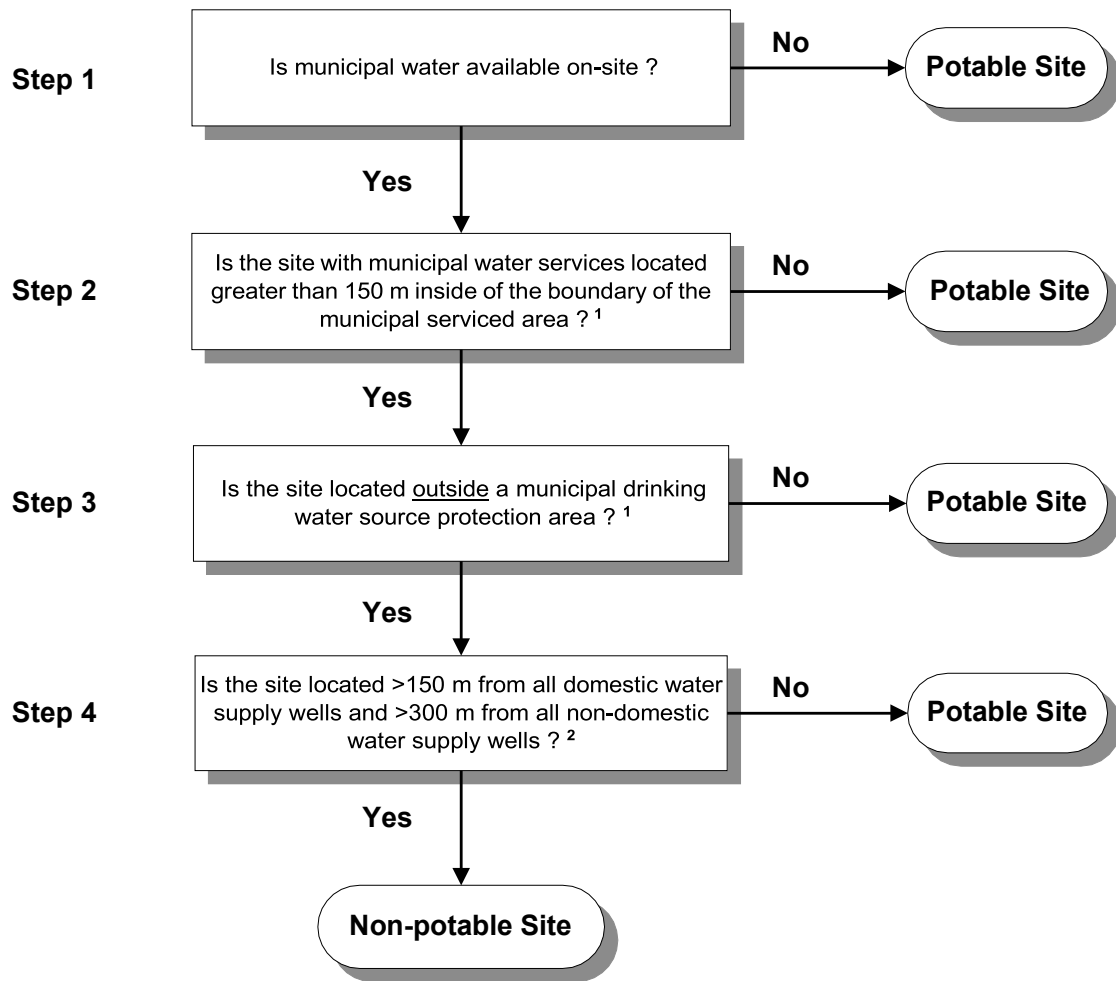 Step 1
Is municipal water available on-site ?
No
Potable Site
Yes
Step 2
Is the site with municipal water services located
greater than 150 m inside of the boundary of the
municipal serviced area ? 1
No
Potable Site
Yes
Step 3
Is the site located outside a municipal drinking
water source protection area ? 1
No
Potable Site
Yes
Step 4
Is the site located >150 m from all domestic water
supply wells and >300 m from all non-domestic
water supply wells ? 2
No
Potable Site
Yes
Non-potable Site